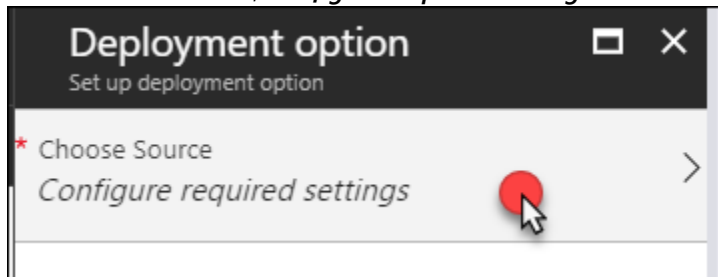 Deployment option
Set up deployment option
* Choose Source
Configure required settings